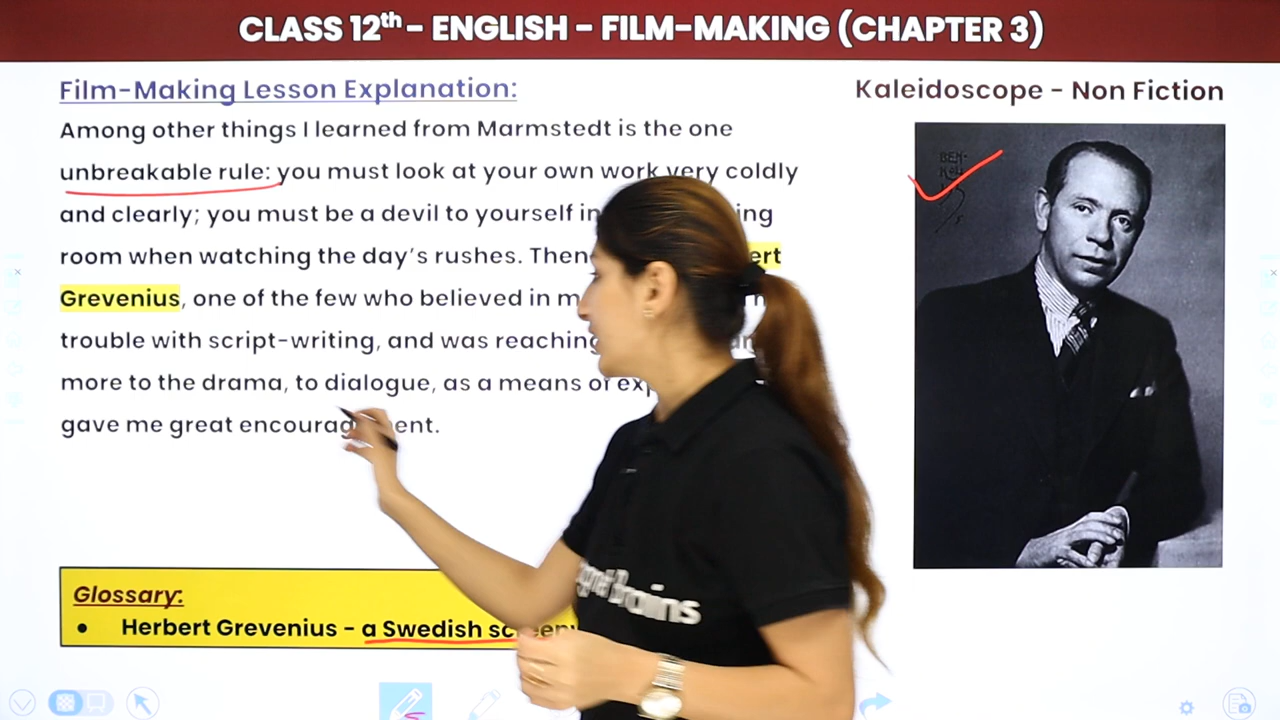 CLASS 12th - ENGLISH - FILM-MAKING (CHAPTER 3)
Film-Making Lesson Explanation:
Kaleidoscope - Non Fiction
Among other things I learned from Marmstedt is the one
unbreakable rule: you must look at your own work very coldly
and clearly; you must be a devil to yourself in
room when watching the day's rushes. Then
Grevenius, one of the few who believed in
trouble with script-writing, and was reaching
more to the drama, to dialogue, as a means of
gave me great
Glossary:
• Herbert Grevenius - a Swedish